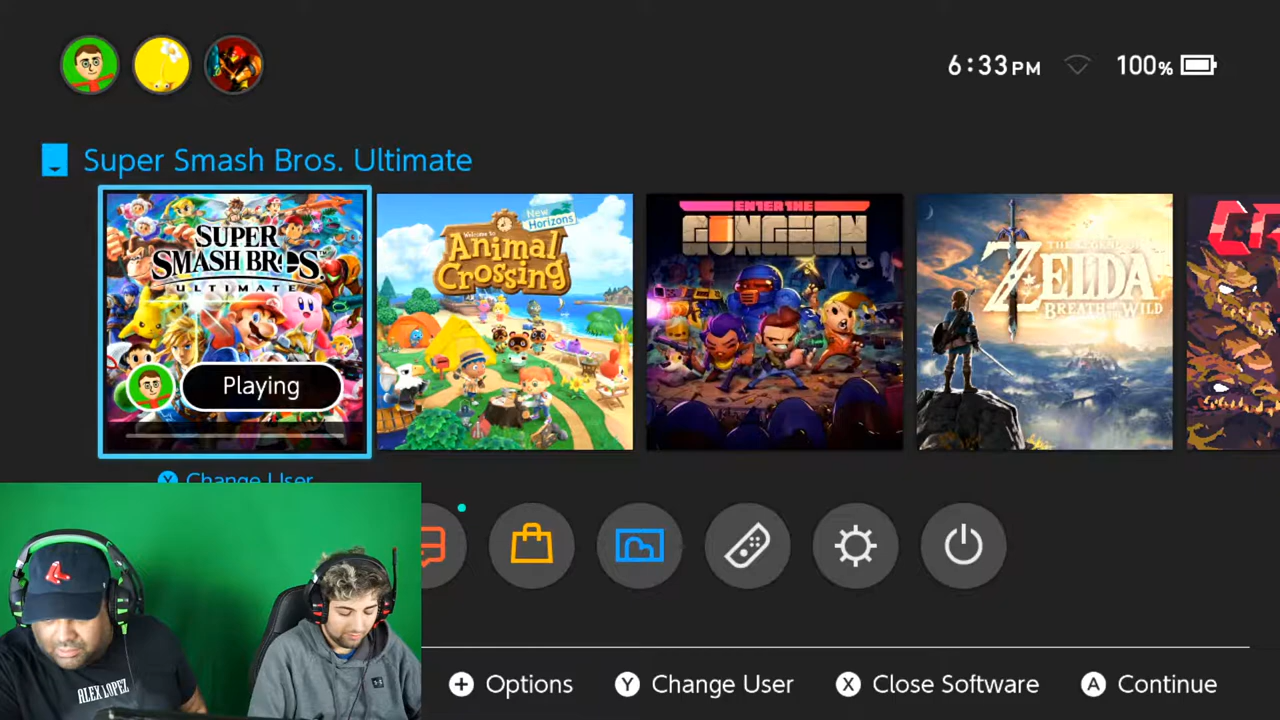 6:33PM 100%
Super Smash Bros. Ultimate
SUPER
SMASH BROS.
ULTIMATE
Playing
Welcome to
New
Horizons
Animal
Crossing
ENTER THE
GUNGEON
THE LEGEND OF
ZELDA
BREATH OF THE WILD
Y Change User
ALEX LOPEZ
+ Options Y Change User X Close Software A Continue